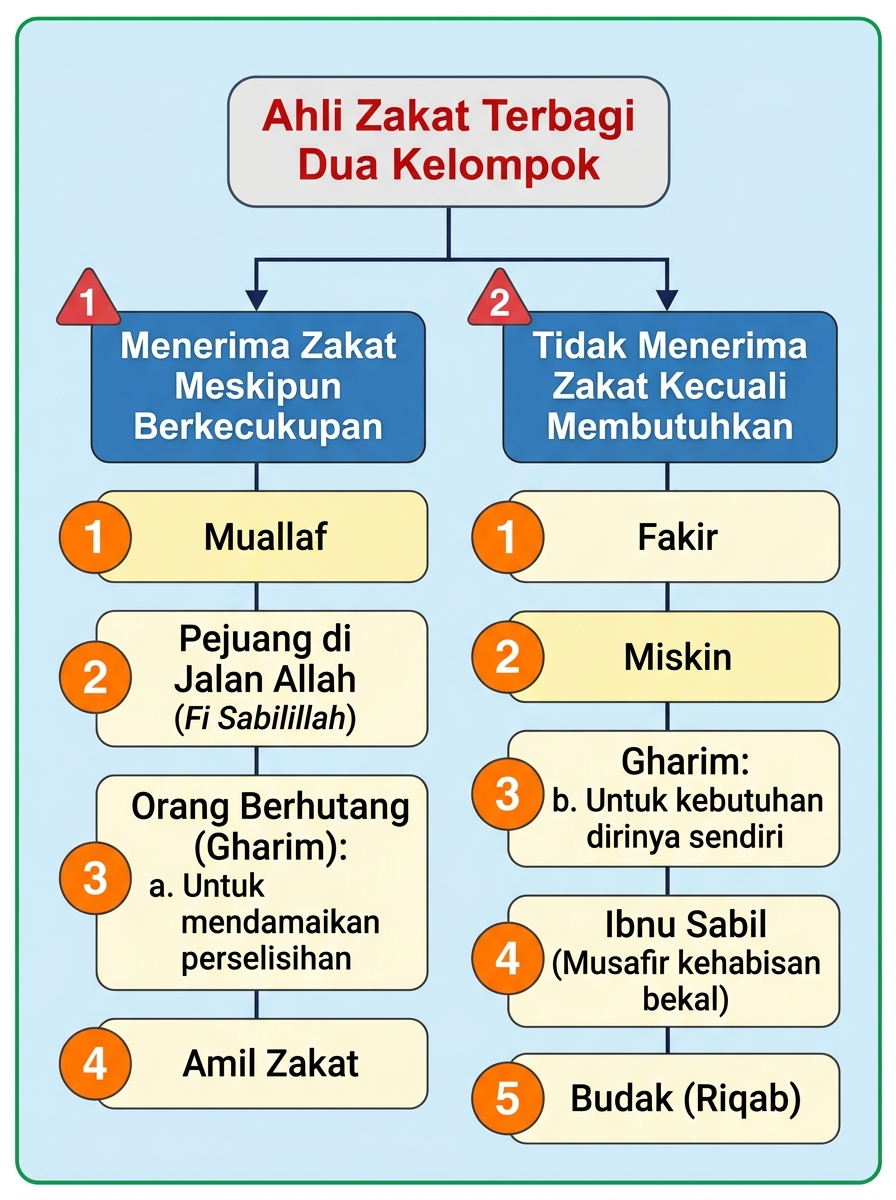 Ahli Zakat Terbagi
Dua Kelompok
1
Menerima Zakat
Meskipun
Berkecukupan
1
Muallaf
2
Pejuang di
Jalan Allah
(Fi Sabilillah)
3
Orang Berhutang
(Gharim):
a. Untuk
mendamaikan
perselisihan
4
Amil Zakat
2
Tidak Menerima
Zakat Kecuali
Membutuhkan
1
Fakir
2
Miskin
3
Gharim:
b. Untuk kebutuhan
dirinya sendiri
4
Ibnu Sabil
(Musafir kehabisan
bekal)
5
Budak (Riqab)